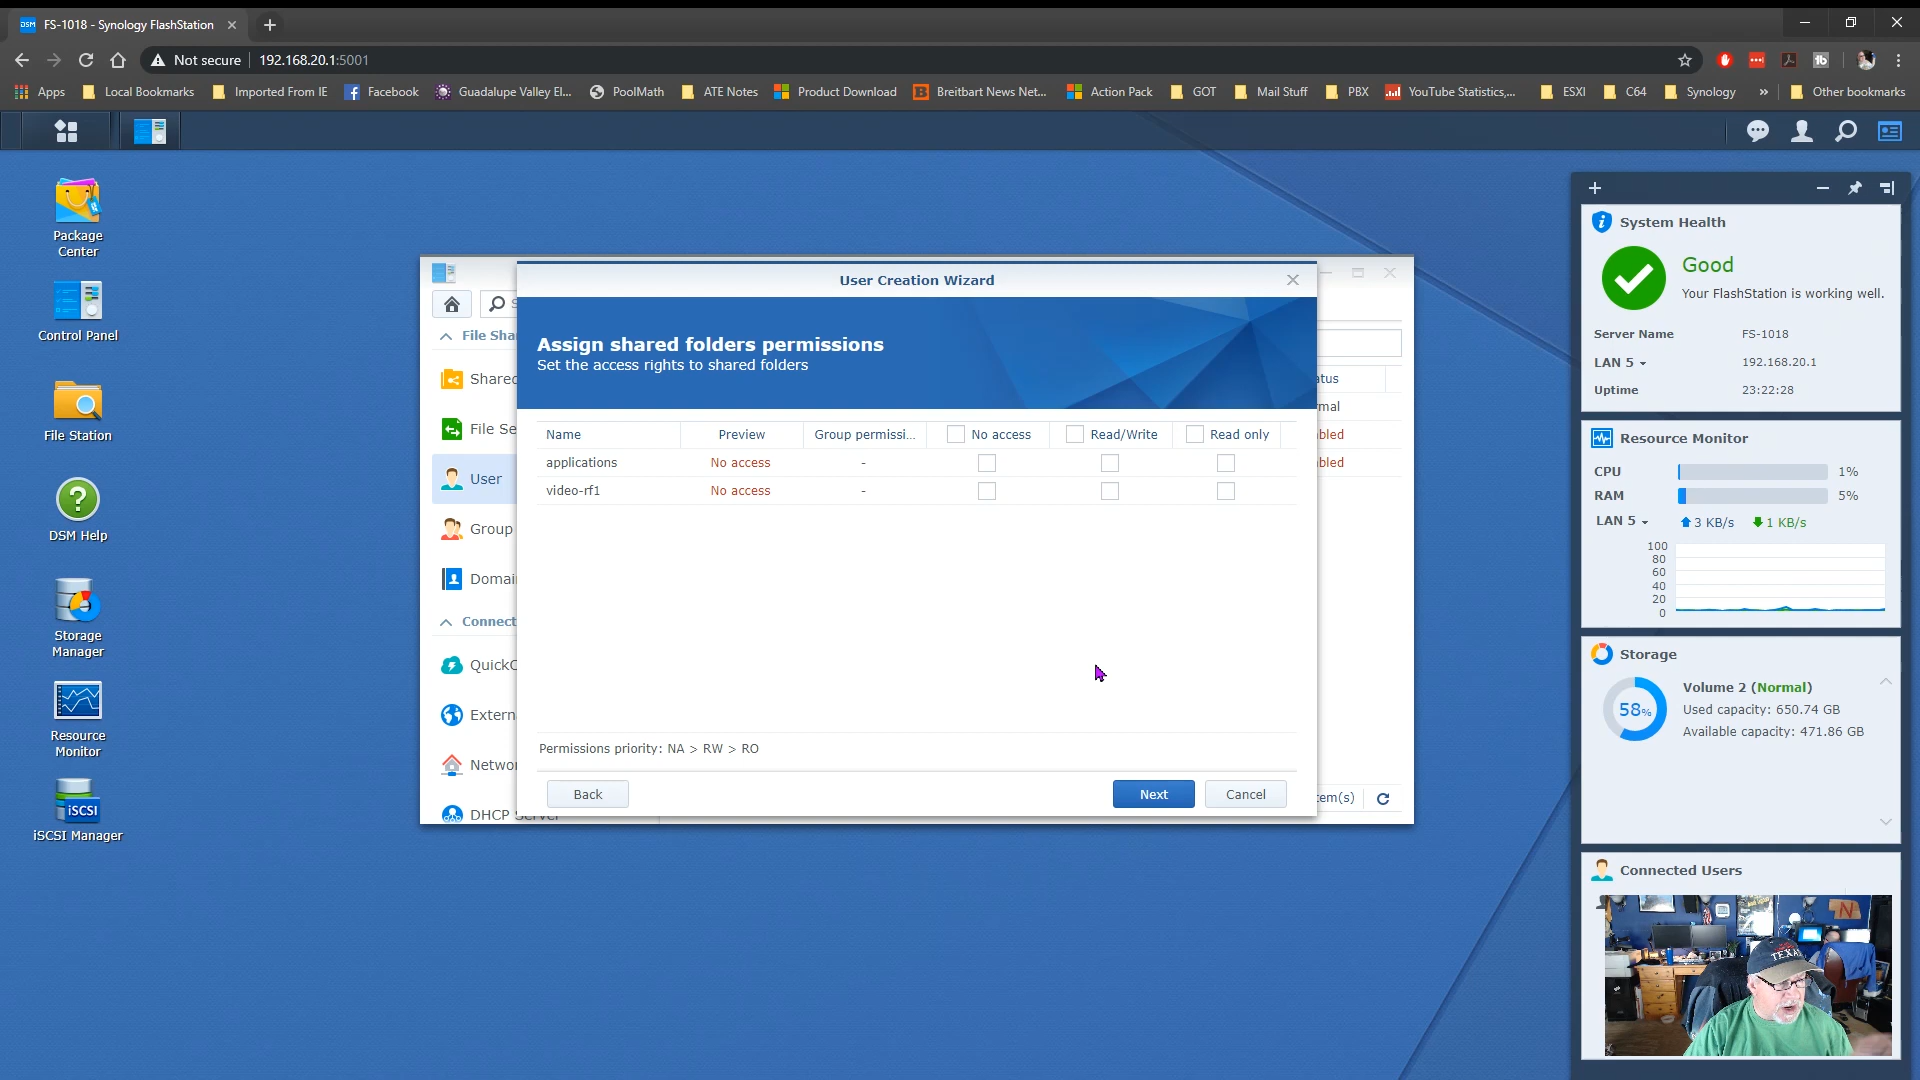 FS-1018 - Synology FlashStation
Not secure
192.168.20.1:5001
Apps
Local Bookmarks
Imported From IE
Facebook
Guadalupe Valley El...
PoolMath
ATE Notes
Product Download
Breitbart News Net...
Action Pack
GOT
Mail Stuff
PBX
YouTube Statistics,...
ESXI
C64
Synology
»
Other bookmarks
Package
Center
Control Panel
File Station
DSM Help
Storage
Manager
Resource
Monitor
iSCSI
iSCSI Manager
File Sha
Shared
File Se
User
Group
Domai
Connect
QuickC
Extern
Netwo
DHCP Server
User Creation Wizard
Assign shared folders permissions
Set the access rights to shared folders
Name Preview Group permissi... No access Read/Write Read only
applications No access -
video-rf1 No access -
Permissions priority: NA > RW > RO
Back
Next
Cancel
atus
mal
bled
bled
em(s)
System Health
Good
Your FlashStation is working well.
Server Name FS-1018
LAN 5 192.168.20.1
Uptime 23:22:28
Resource Monitor
CPU 1%
RAM 5%
LAN 5 3 KB/s 1 KB/s
100
80
60
40
20
0
Storage
58%
Volume 2 (Normal)
Used capacity: 650.74 GB
Available capacity: 471.86 GB
Connected Users
N
TEXA